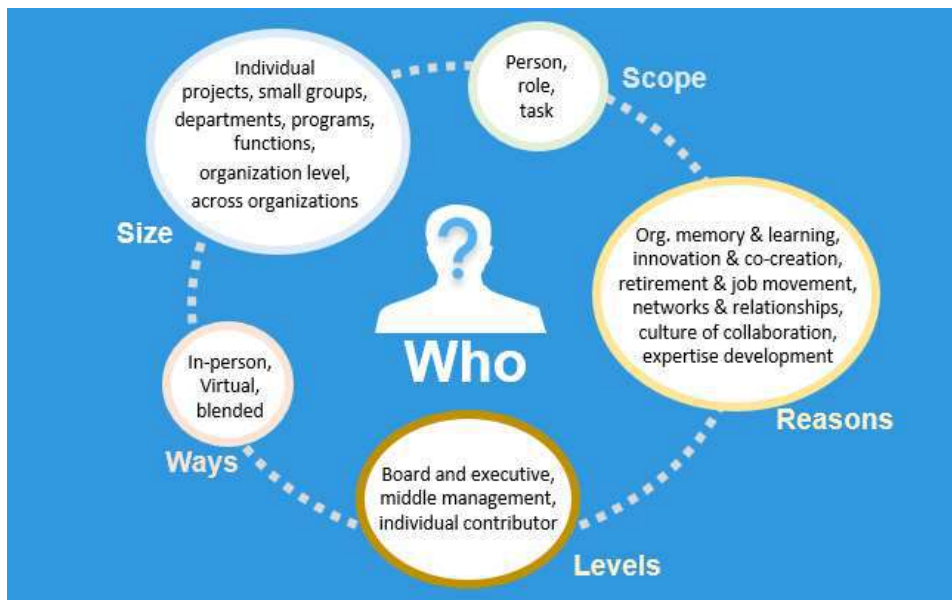 Individual
projects, small groups,
departments, programs,
functions,
organization level,
across organizations
Size
Person,
role,
task
Scope
Org. memory & learning,
innovation & co-creation,
retirement & job movement,
networks & relationships,
culture of collaboration,
expertise development
Reasons
?
Who
In-person,
Virtual,
blended
Ways
Board and executive,
middle management,
individual contributor
Levels